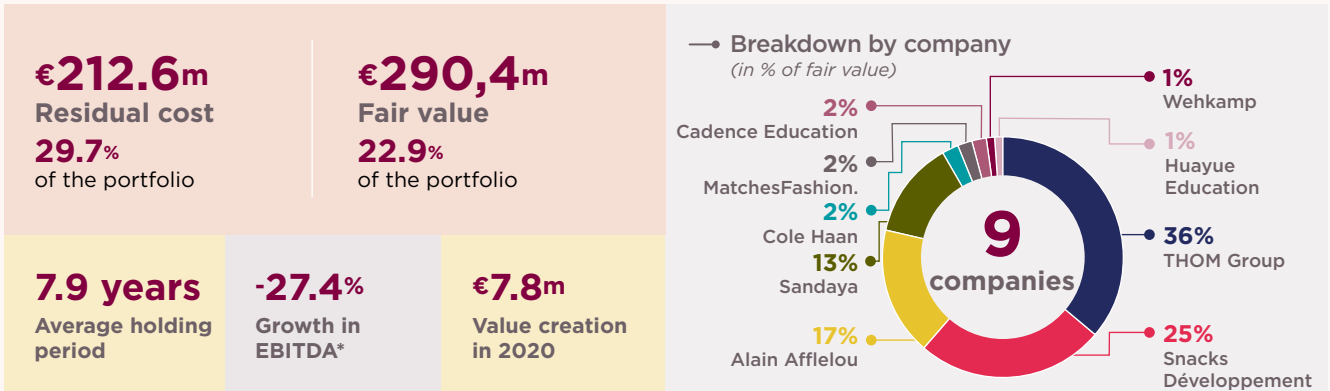 €212.6m
Residual cost
29.7%
of the portfolio
€290,4m
Fair value
22.9%
of the portfolio
7.9 years
Average holding
period
-27.4%
Growth in
EBITDA*
€7.8m
Value creation
in 2020
Breakdown by company
(in % of fair value)
2%
Cadence Education
2%
MatchesFashion.
2%
Cole Haan
13%
Sandaya
17%
Alain Afflelou
9
companies
1%
Wehkamp
1%
Huayue
Education
36%
THOM Group
25%
Snacks
Développement